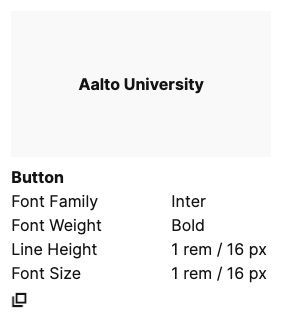 Aalto University
Button
Font Family Inter
Font Weight Bold
Line Height 1 rem / 16 px
Font Size 1 rem / 16 px